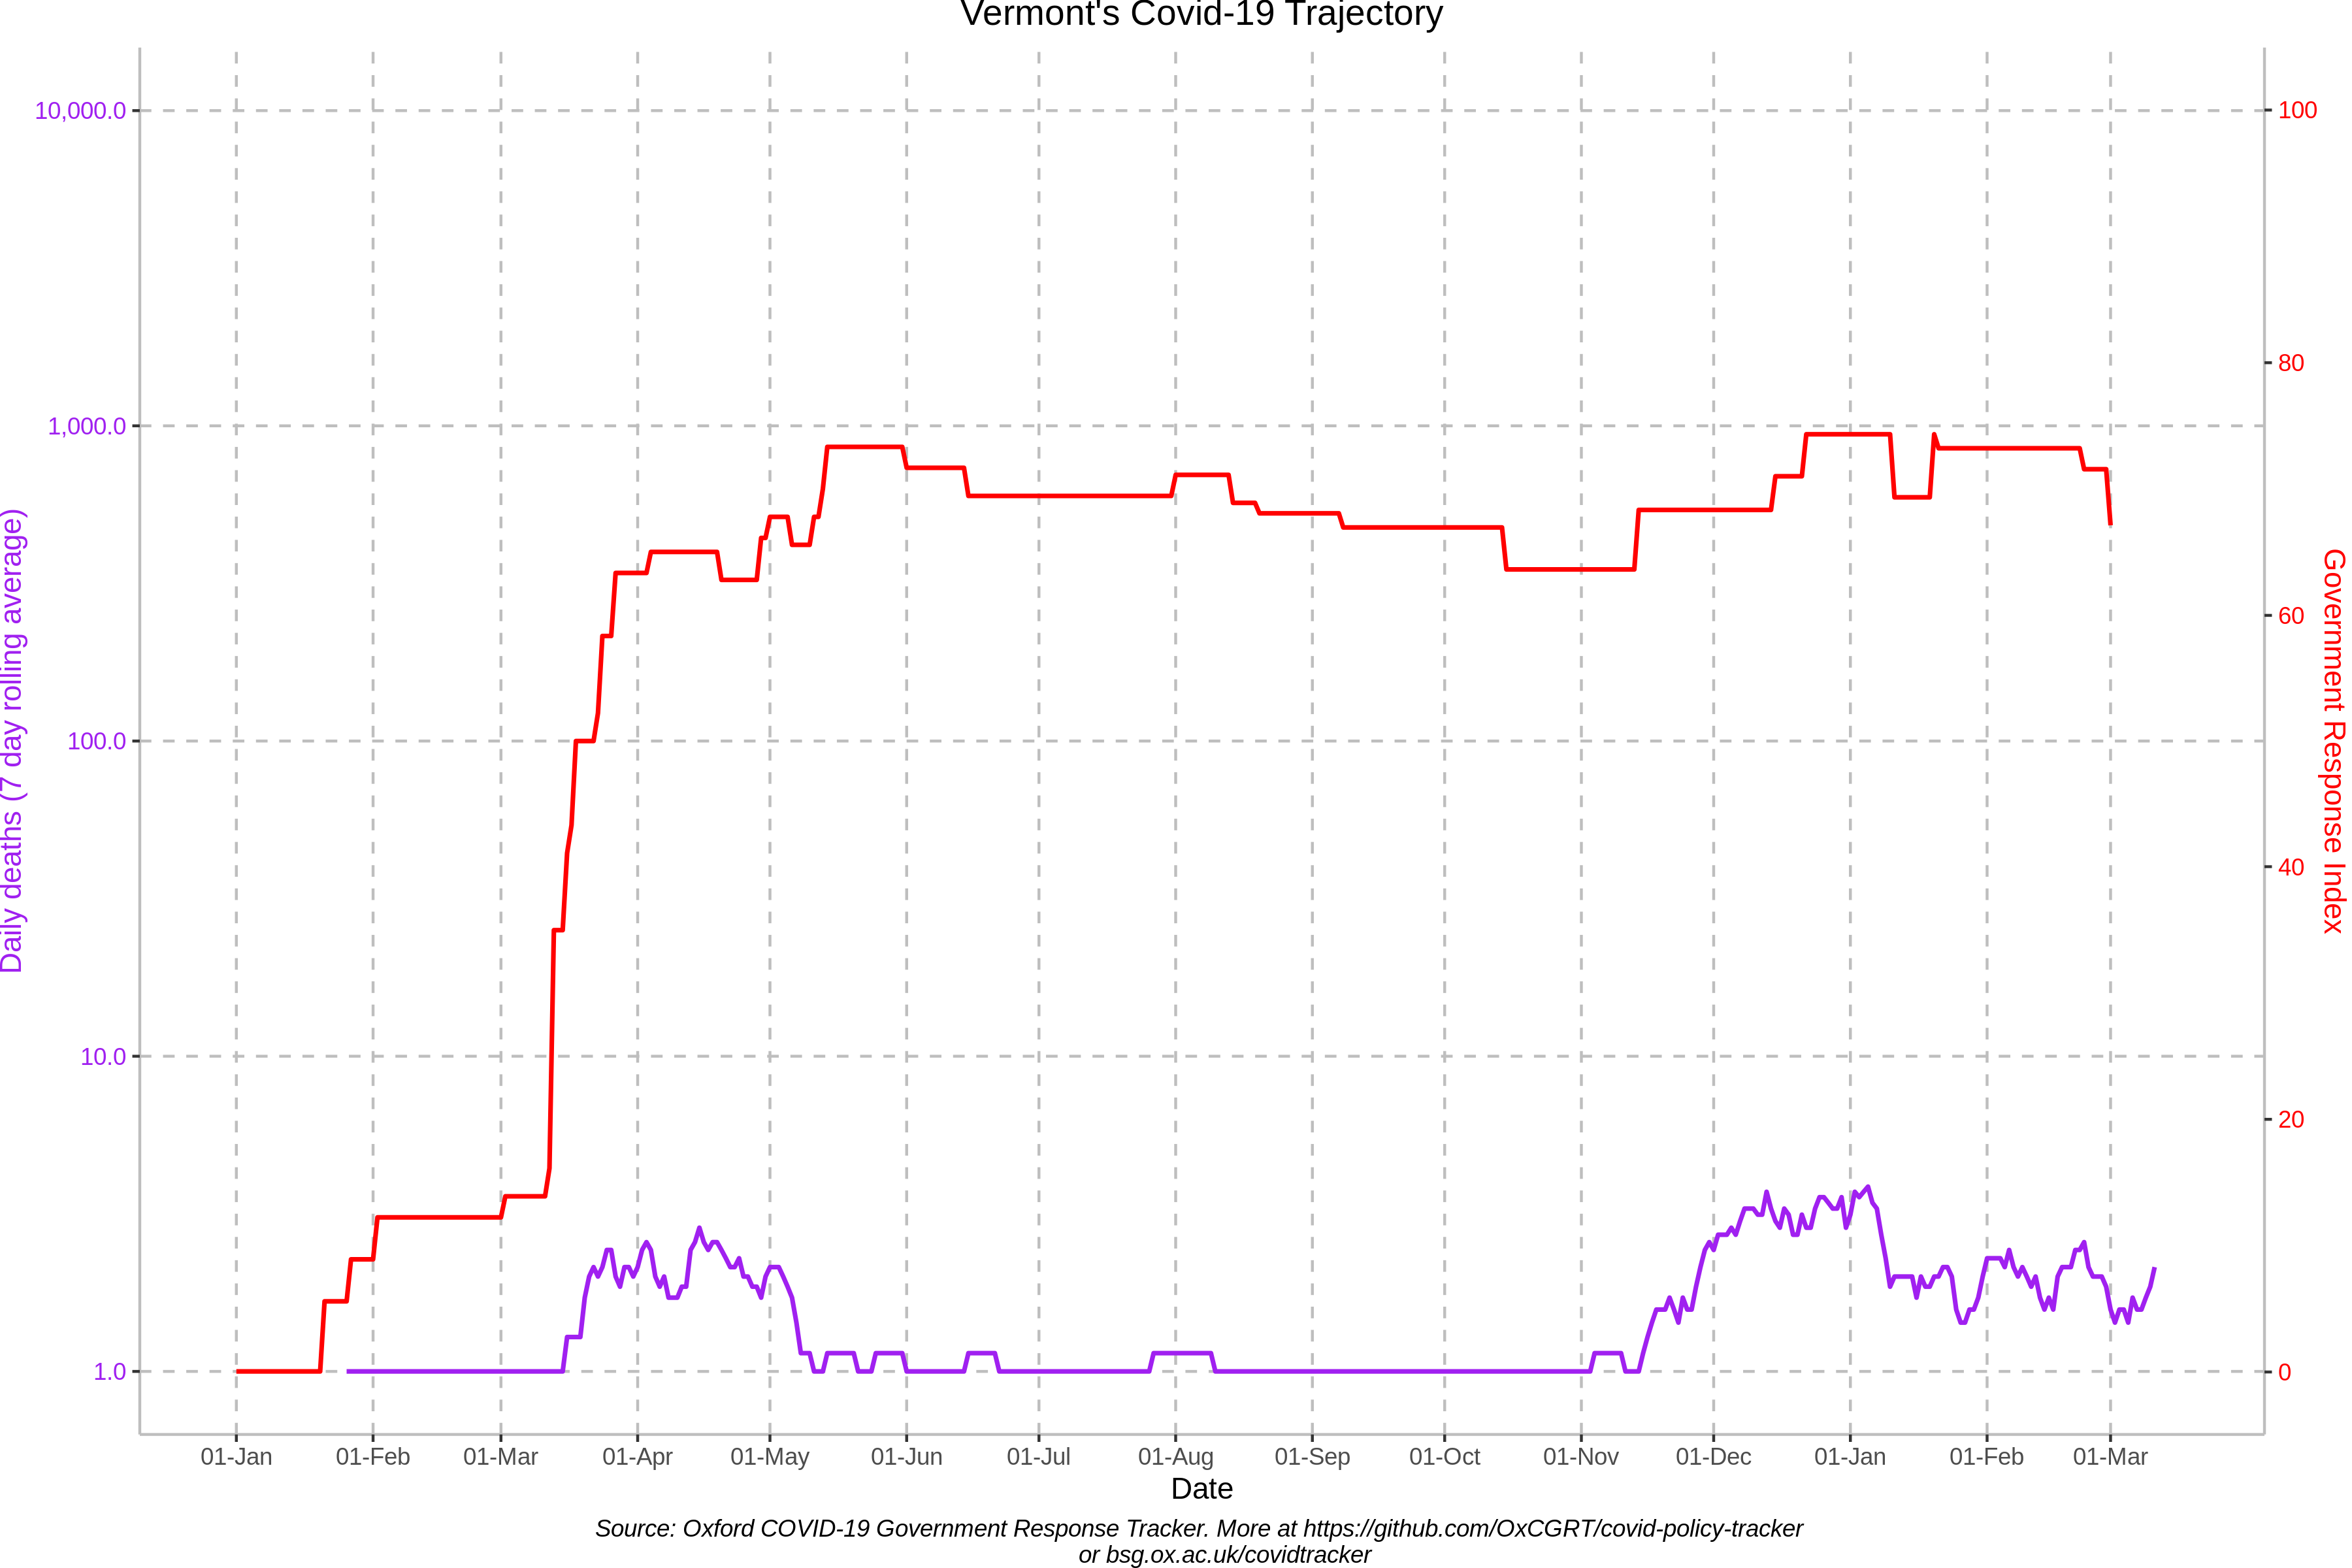 Vermont's Covid-19 Trajectory
10,000.0
1,000.0
100.0
10.0
1.0
Daily deaths (7 day rolling average)
100
80
60
40
20
0
Government Response Index
01-Jan 01-Feb 01-Mar 01-Apr 01-May 01-Jun 01-Jul 01-Aug 01-Sep 01-Oct 01-Nov 01-Dec 01-Jan 01-Feb 01-Mar
Date
Source: Oxford COVID-19 Government Response Tracker. More at https://github.com/OxCGRT/covid-policy-tracker
or bsg.ox.ac.uk/covidtracker